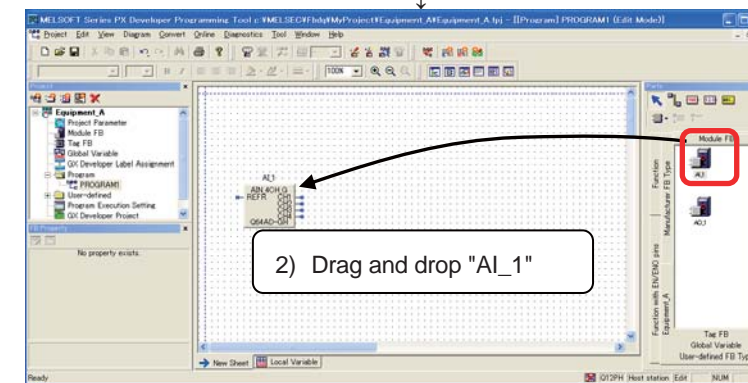 ↓
MELSOFT Series PX Developer Programming Tool c:¥MELSEC¥Fbdq¥MyProject¥Equipment_A¥Equipment_A.fpj - [[Program] PROGRAM1 (Edit Mode)]
Project Edit View Diagram Convert Online Diagnostics Tool Window Help
100%
Project
Equipment_A
Project Parameter
Module FB
Tag FB
Global Variable
GX Developer Label Assignment
Program
PROGRAM1
User-defined
Program Execution Setting
GX Developer Project
FB Property
No property exists.
AI_1
AIN_4CH_G
REFR CH1
CH2
CH3
CH4
Q64AD-GH
2) Drag and drop "AI_1"
New Sheet Local Variable
Parts
Module FB
AI_1
AO_1
Function
Manufacturer FB Type
Function with EN/ENO pins
Equipment_A
Tag FB
Global Variable
User-defined FB Typ
Ready
Q12PH Host station Edit NUM